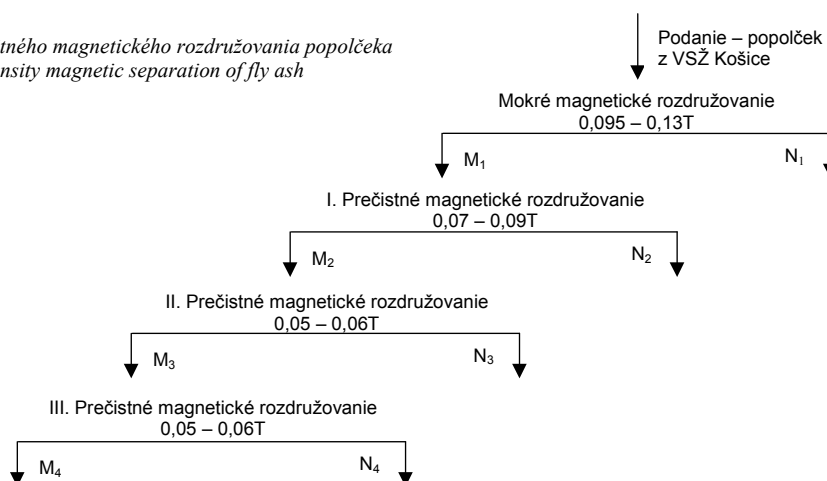 tného magnetického rozdružovania popolčeka
nsity magnetic separation of fly ash
Podanie – popolček
z VSŽ Košice
Mokré magnetické rozdružovanie
0,095 – 0,13T
M₁
N₁
I. Prečistné magnetické rozdružovanie
0,07 – 0,09T
M₂
N₂
II. Prečistné magnetické rozdružovanie
0,05 – 0,06T
M₃
N₃
III. Prečistné magnetické rozdružovanie
0,05 – 0,06T
M₄
N₄